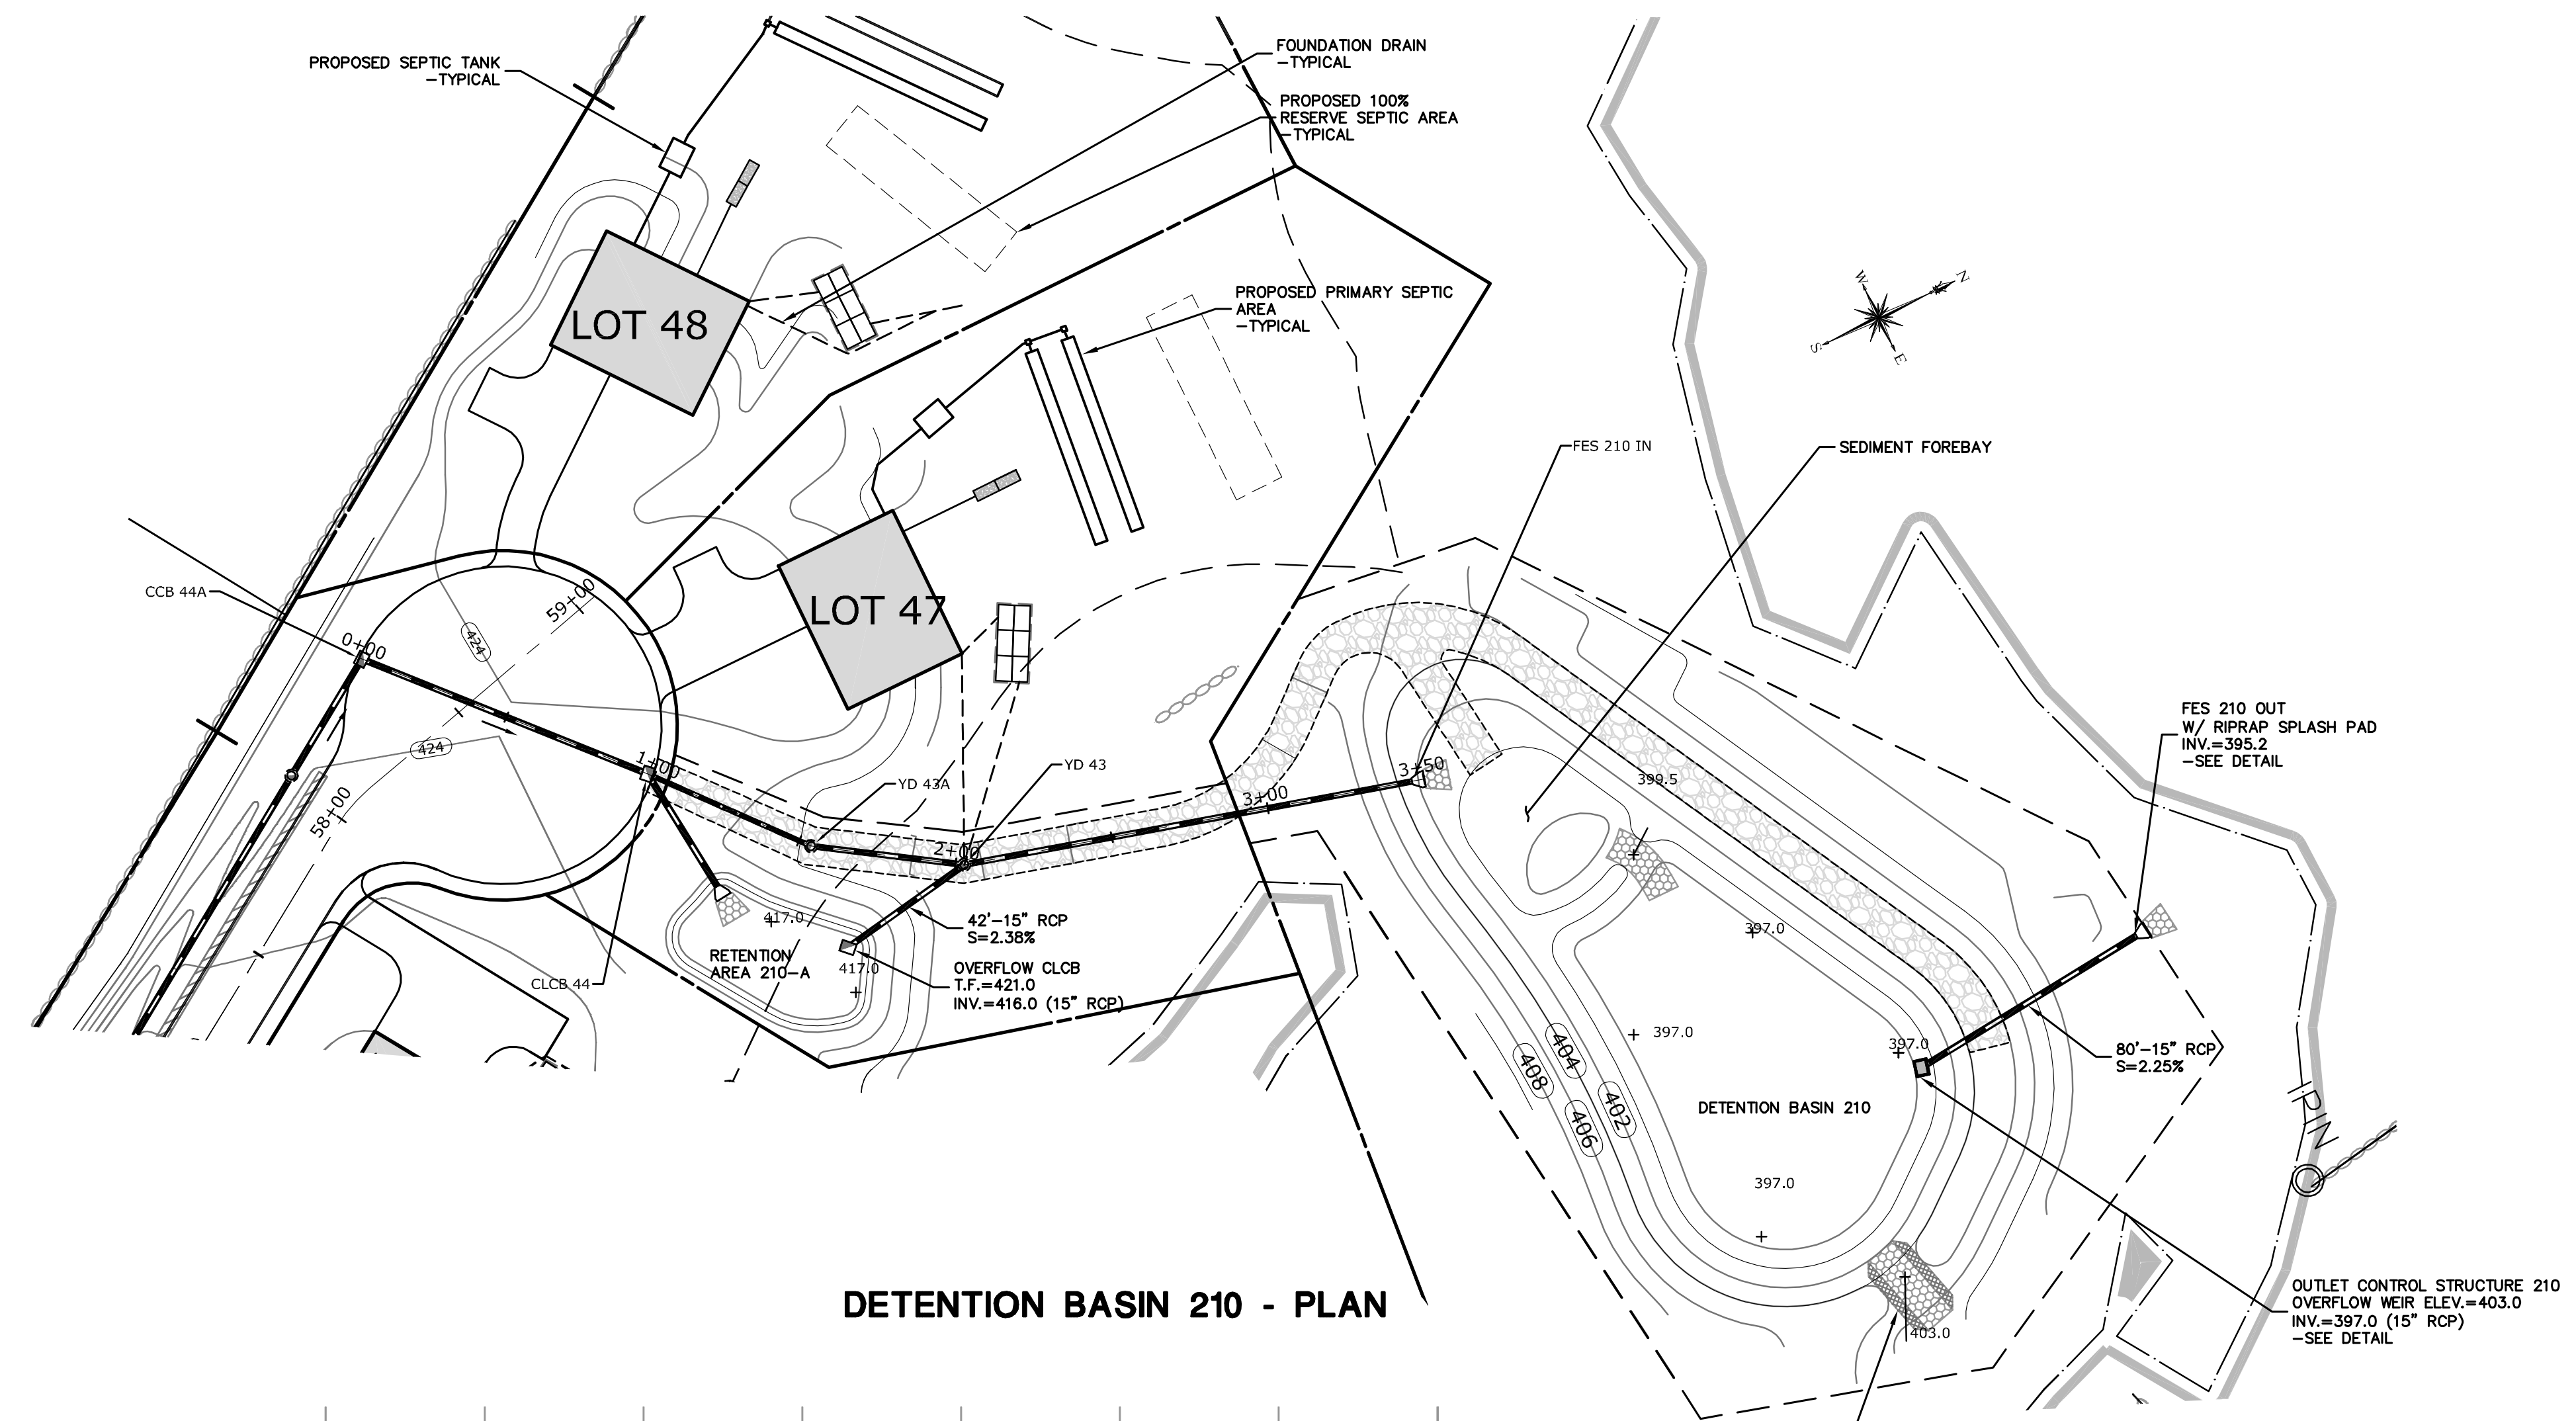 PROPOSED SEPTIC TANK
-TYPICAL
FOUNDATION DRAIN
-TYPICAL
PROPOSED 100%
RESERVE SEPTIC AREA
-TYPICAL
LOT 48
PROPOSED PRIMARY SEPTIC
AREA
-TYPICAL
W
N
S
E
FES 210 IN
SEDIMENT FOREBAY
CCB 44A
0+00
59+00
424
LOT 47
424
58+00
1+00
YD 43A
YD 43
2+00
3+00
3+50
399.5
FES 210 OUT
W/ RIPRAP SPLASH PAD
INV.=395.2
-SEE DETAIL
417.0
42'-15" RCP
S=2.38%
397.0
RETENTION
AREA 210-A
417.0
OVERFLOW CLCB
T.F.=421.0
INV.=416.0 (15" RCP)
CLCB 44
397.0
397.0
80'-15" RCP
S=2.25%
404
408
402
406
DETENTION BASIN 210
397.0
IRIN
DETENTION BASIN 210 - PLAN
403.0
OUTLET CONTROL STRUCTURE 210
OVERFLOW WEIR ELEV.=403.0
INV.=397.0 (15" RCP)
-SEE DETAIL